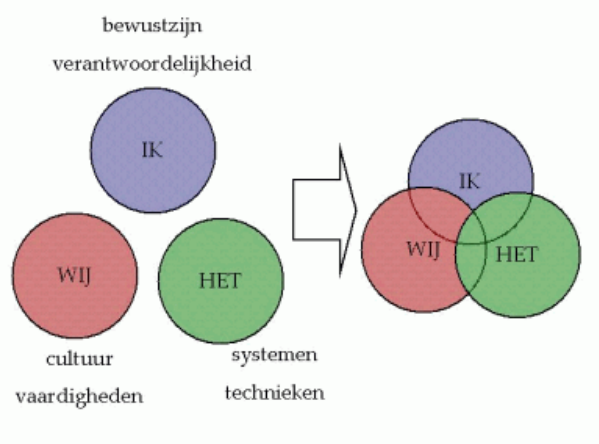 bewustzijn
verantwoordelijkheid
IK
WIJ
HET
cultuur
vaardigheden
systemen
technieken
IK
WIJ
HET